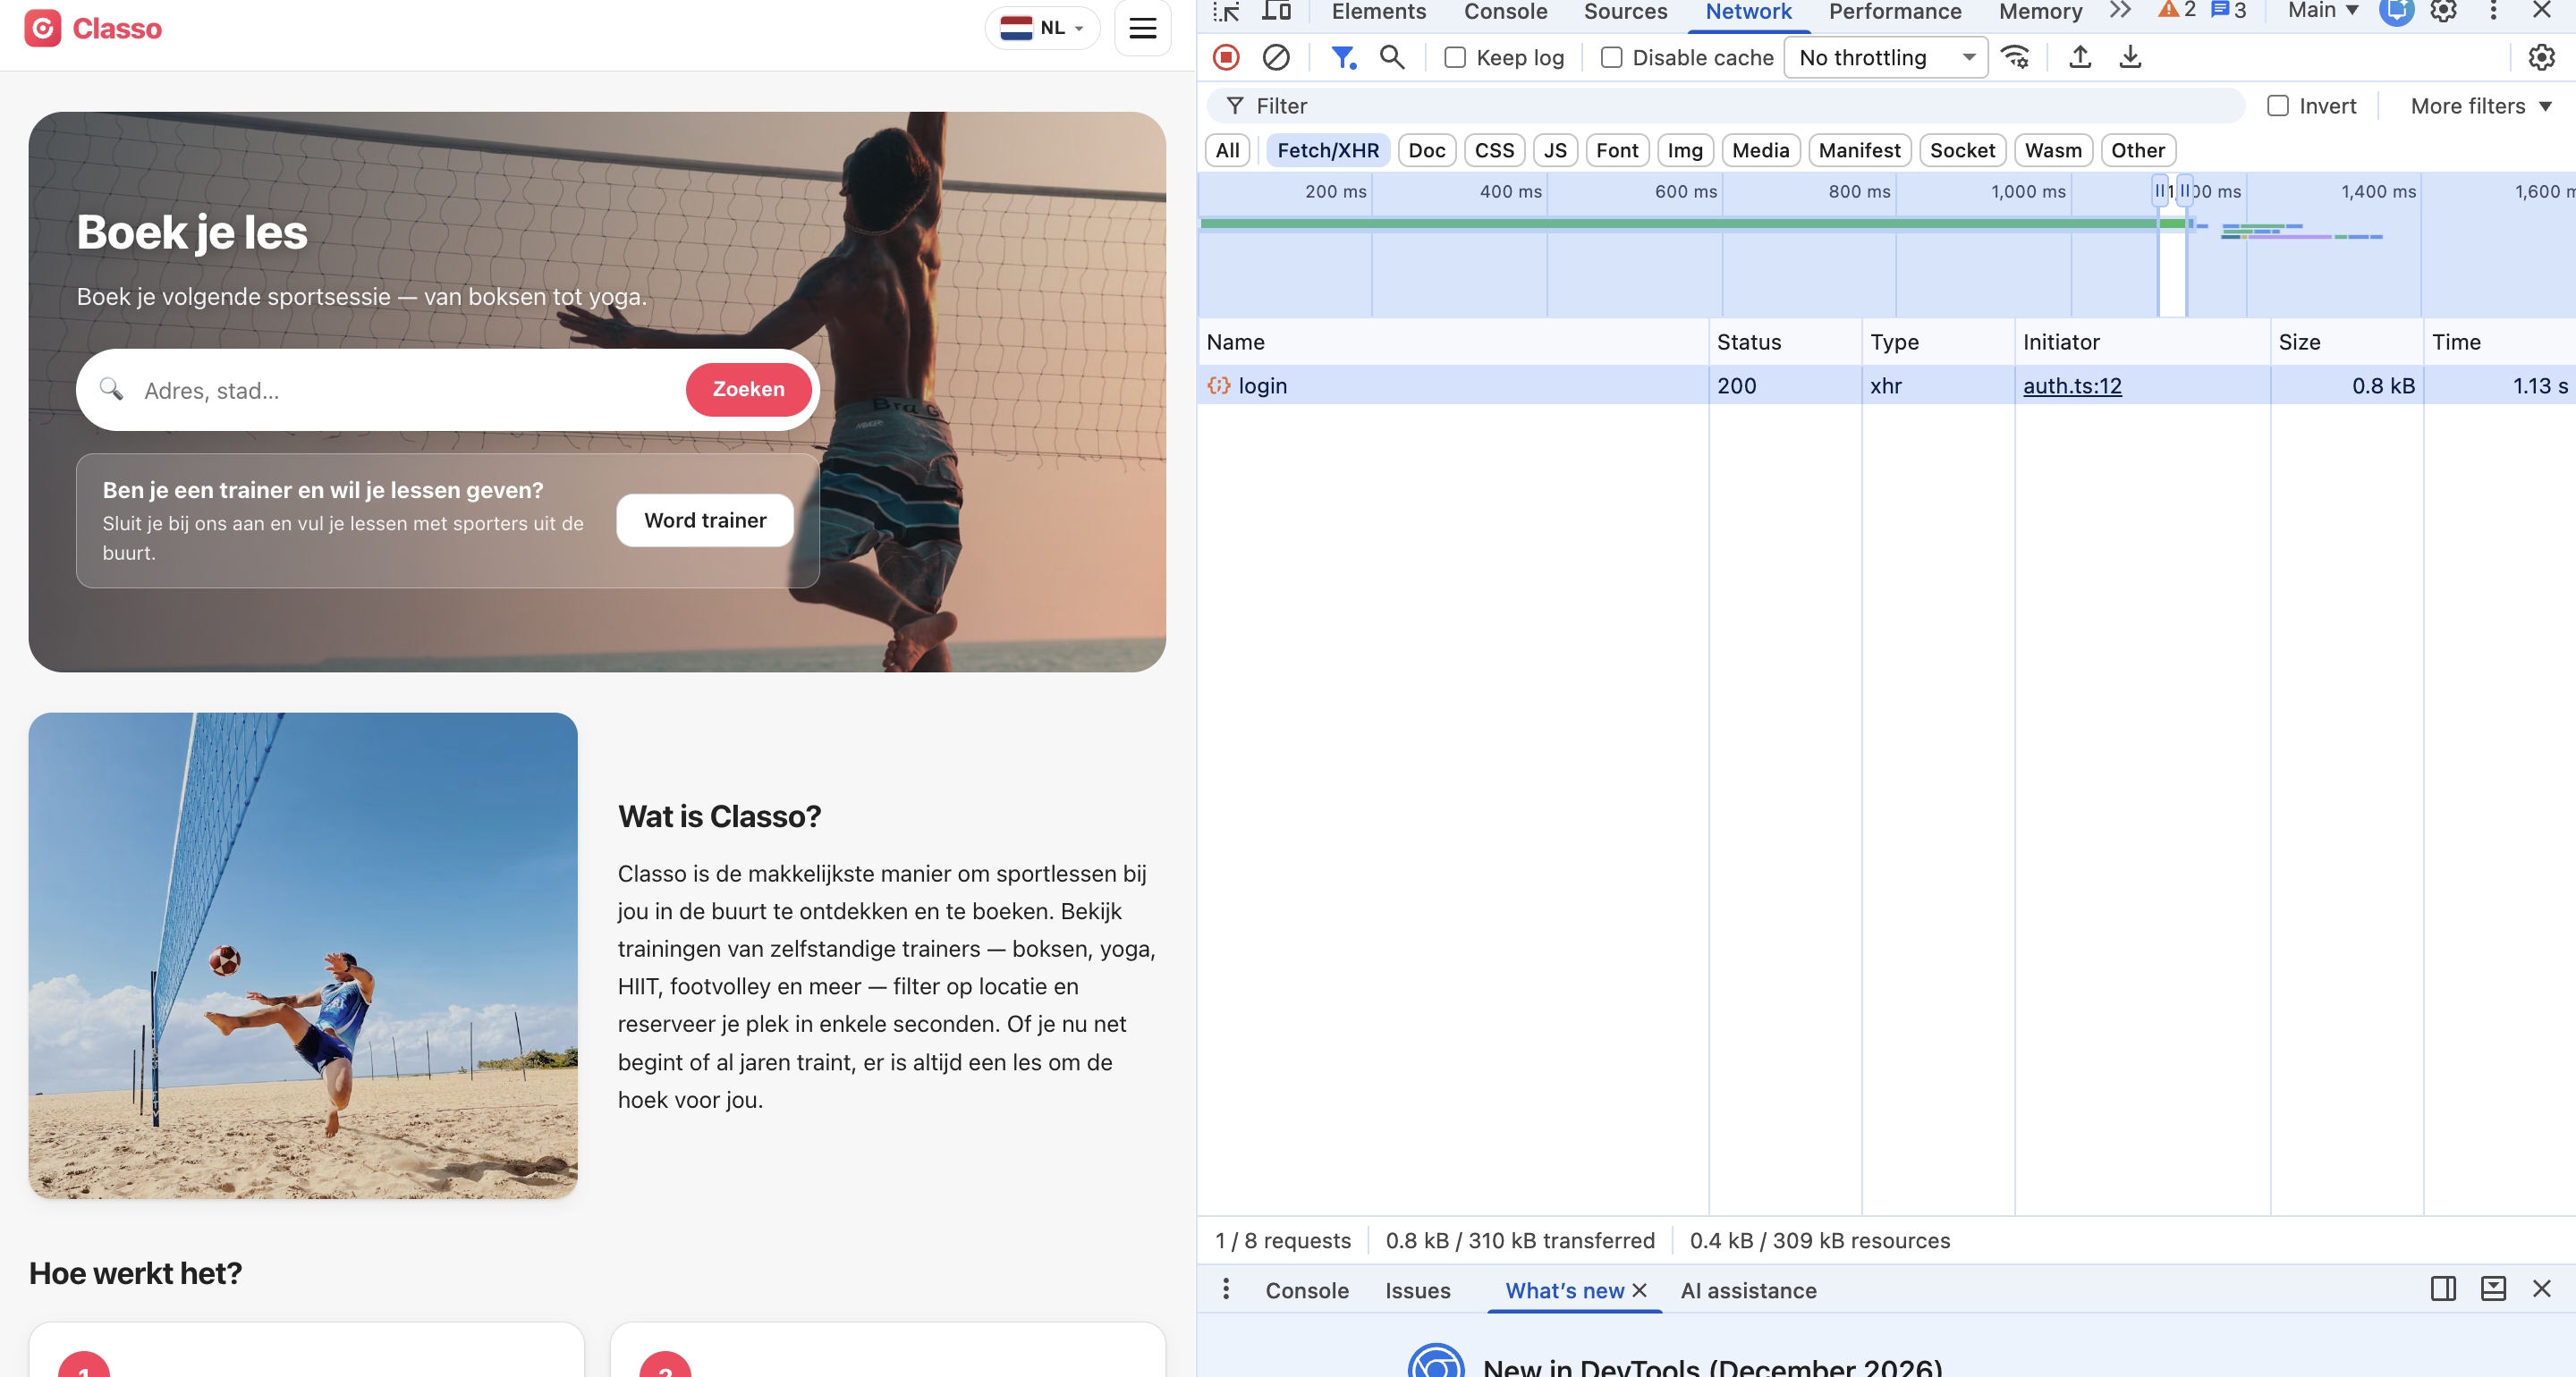 Classo
NL
Boek je les
Boek je volgende sportsessie — van boksen tot yoga.
Adres, stad...
Zoeken
Ben je een trainer en wil je lessen geven?
Sluit je bij ons aan en vul je lessen met sporters uit de
buurt.
Word trainer
Wat is Classo?
Classo is de makkelijkste manier om sportlessen bij
jou in de buurt te ontdekken en te boeken. Bekijk
trainingen van zelfstandige trainers — boksen, yoga,
HIIT, footvolley en meer — filter op locatie en
reserveer je plek in enkele seconden. Of je nu net
begint of al jaren traint, er is altijd een les om de
hoek voor jou.
Hoe werkt het?
1
2
Elements Console Sources Network Performance Memory 2 3 Main
Keep log Disable cache No throttling
Filter Invert More filters
All Fetch/XHR Doc CSS JS Font Img Media Manifest Socket Wasm Other
200 ms 400 ms 600 ms 800 ms 1,000 ms 1,400 ms
Name Status Type Initiator Size Time
login 200 xhr auth.ts:12 0.8 kB 1.13 s
1 / 8 requests 0.8 kB / 310 kB transferred 0.4 kB / 309 kB resources
Console Issues What's new AI assistance
New in DevTools (December 2026)